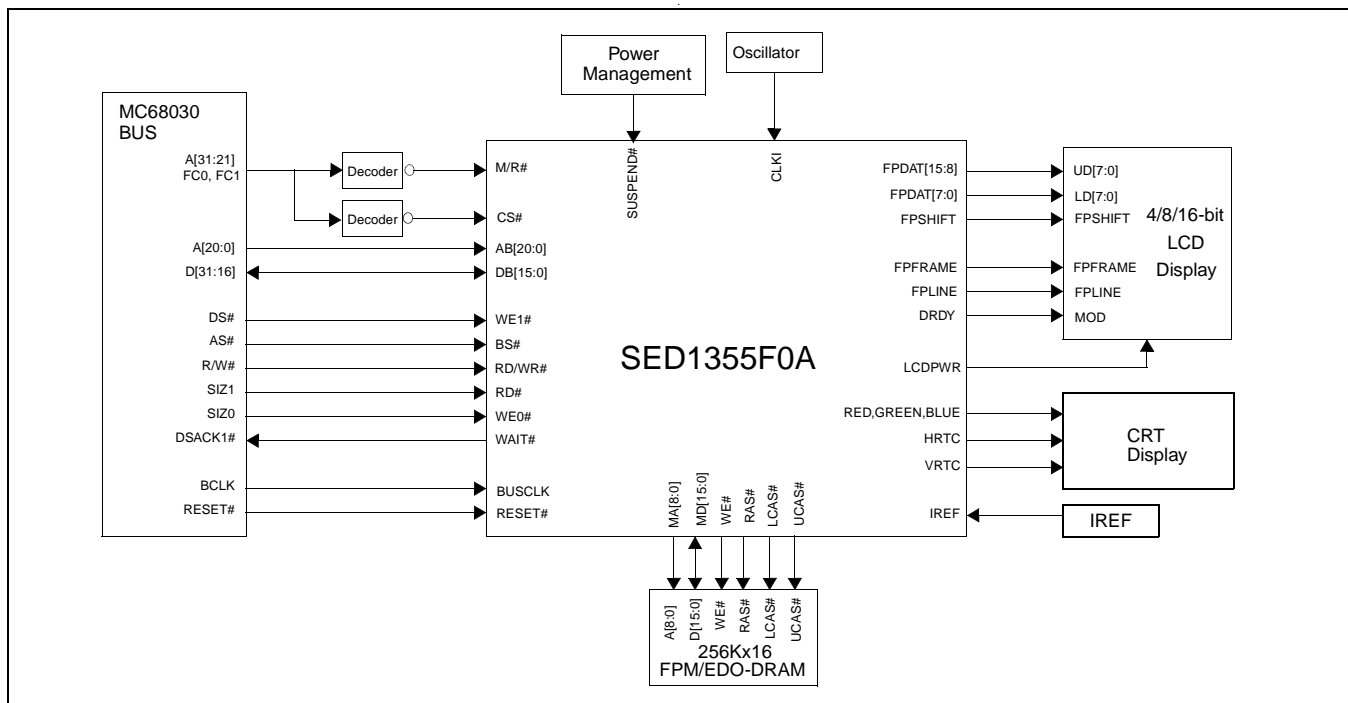 Power
Management
Oscillator
MC68030
BUS
A[31:21]
FC0, FC1
Decoder
M/R#
SUSPEND#
CLKI
FPDAT[15:8]
UD[7:0]
FPDAT[7:0]
LD[7:0]
Decoder
CS#
FPSHIFT
FPSHIFT
4/8/16-bit
LCD
Display
A[20:0]
AB[20:0]
D[31:16]
DB[15:0]
FPFRAME
FPFRAME
FPLINE
FPLINE
DRDY
MOD
DS#
WE1#
AS#
BS#
R/W#
RD/WR#
SED1355F0A
LCDPWR
SIZ1
RD#
SIZ0
WE0#
RED,GREEN,BLUE
DSACK1#
WAIT#
HRTC
VRTC
CRT
Display
BCLK
BUSCLK
RESET#
RESET#
IREF
IREF
MA[8:0]
MD[15:0]
WE#
RAS#
LCAS#
UCAS#
A[8:0]
D[15:0]
WE#
RAS#
LCAS#
UCAS#
256Kx16
FPM/EDO-DRAM